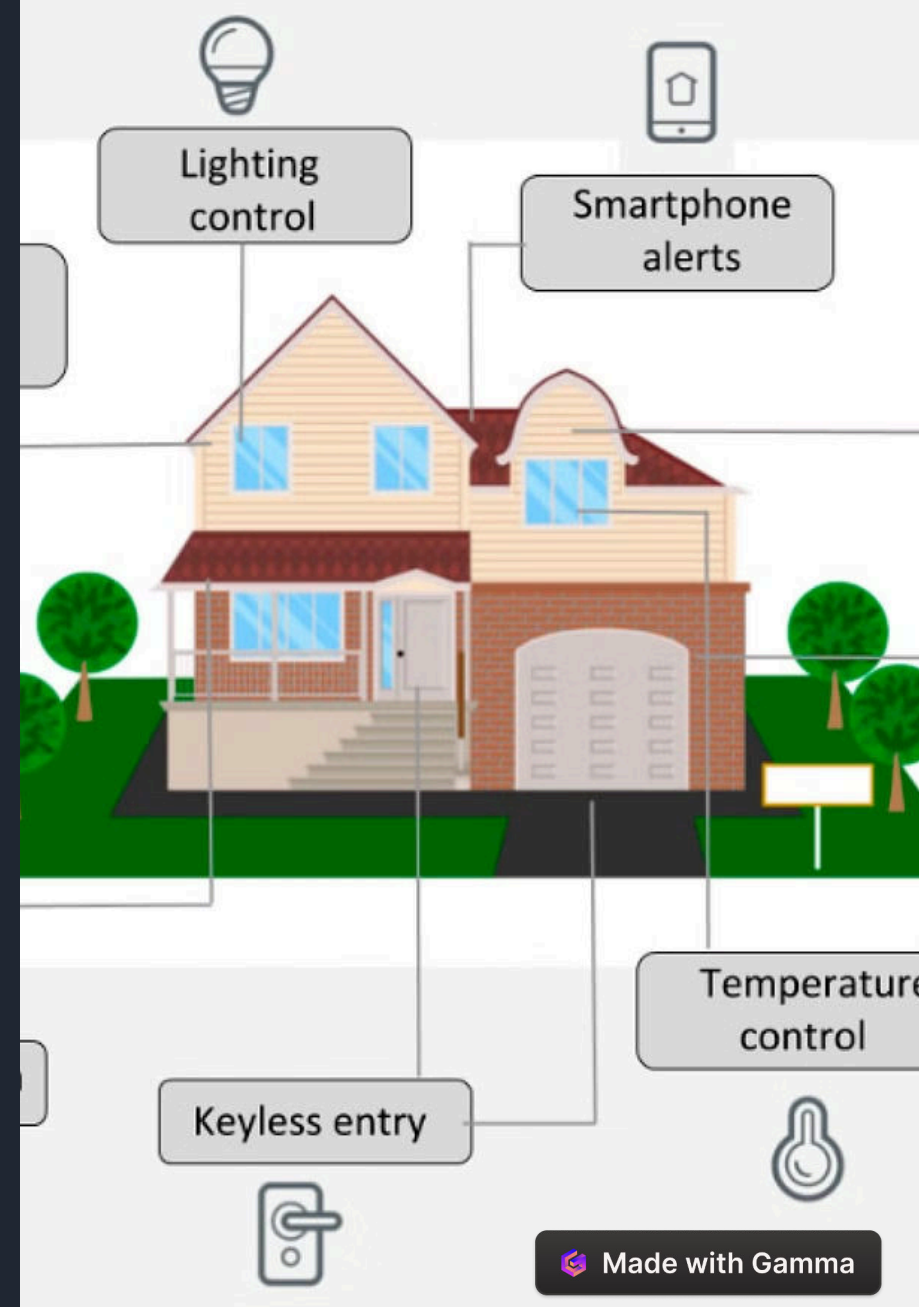 Lighting
control
Smartphone
alerts
Temperature
control
Keyless entry
Made with Gamma